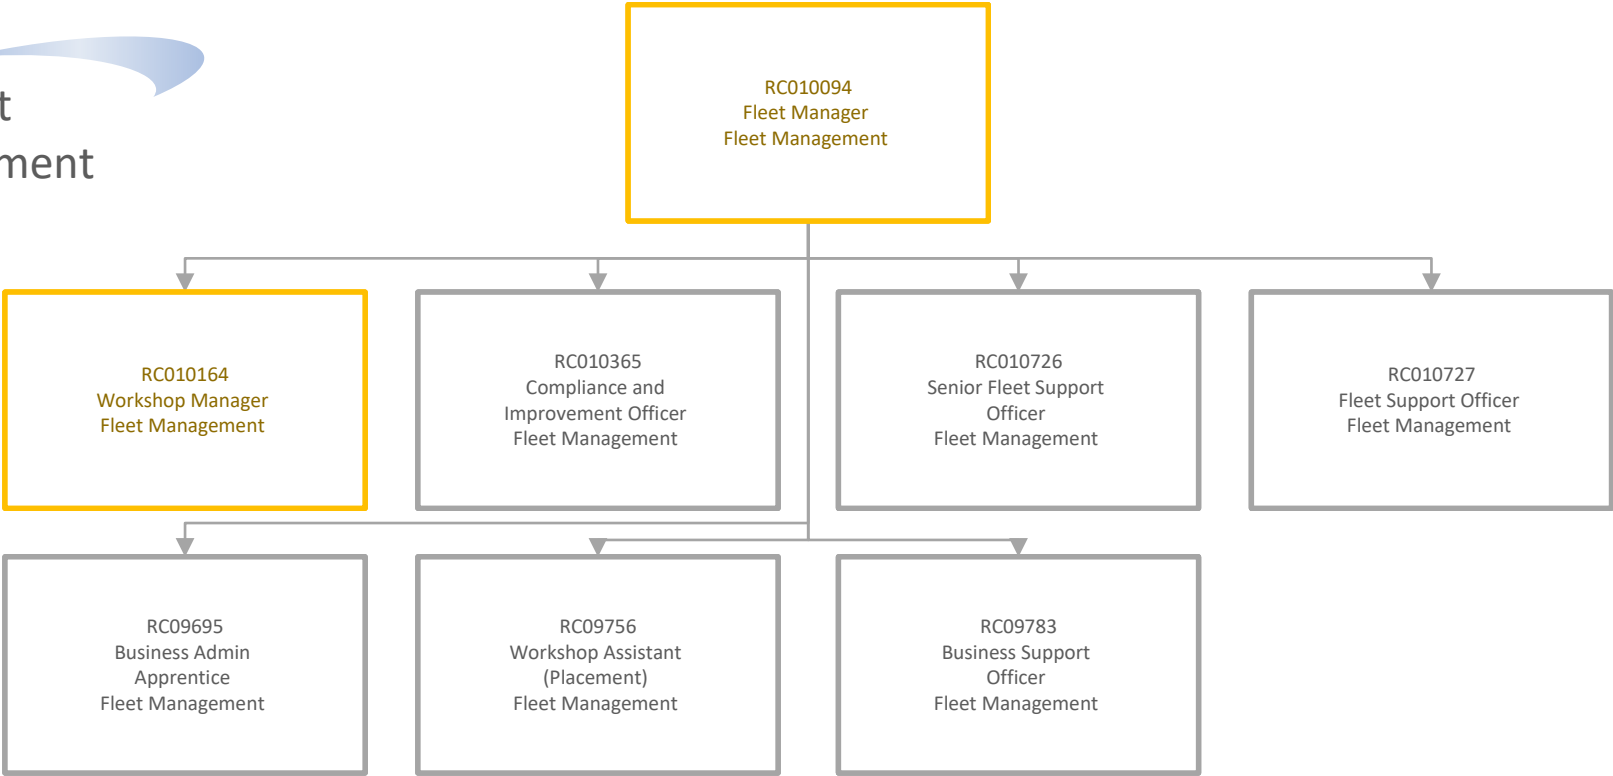 t
ment
RC010094
Fleet Manager
Fleet Management
RC010164
Workshop Manager
Fleet Management
RC010365
Compliance and
Improvement Officer
Fleet Management
RC010726
Senior Fleet Support
Officer
Fleet Management
RC010727
Fleet Support Officer
Fleet Management
RC09695
Business Admin
Apprentice
Fleet Management
RC09756
Workshop Assistant
(Placement)
Fleet Management
RC09783
Business Support
Officer
Fleet Management